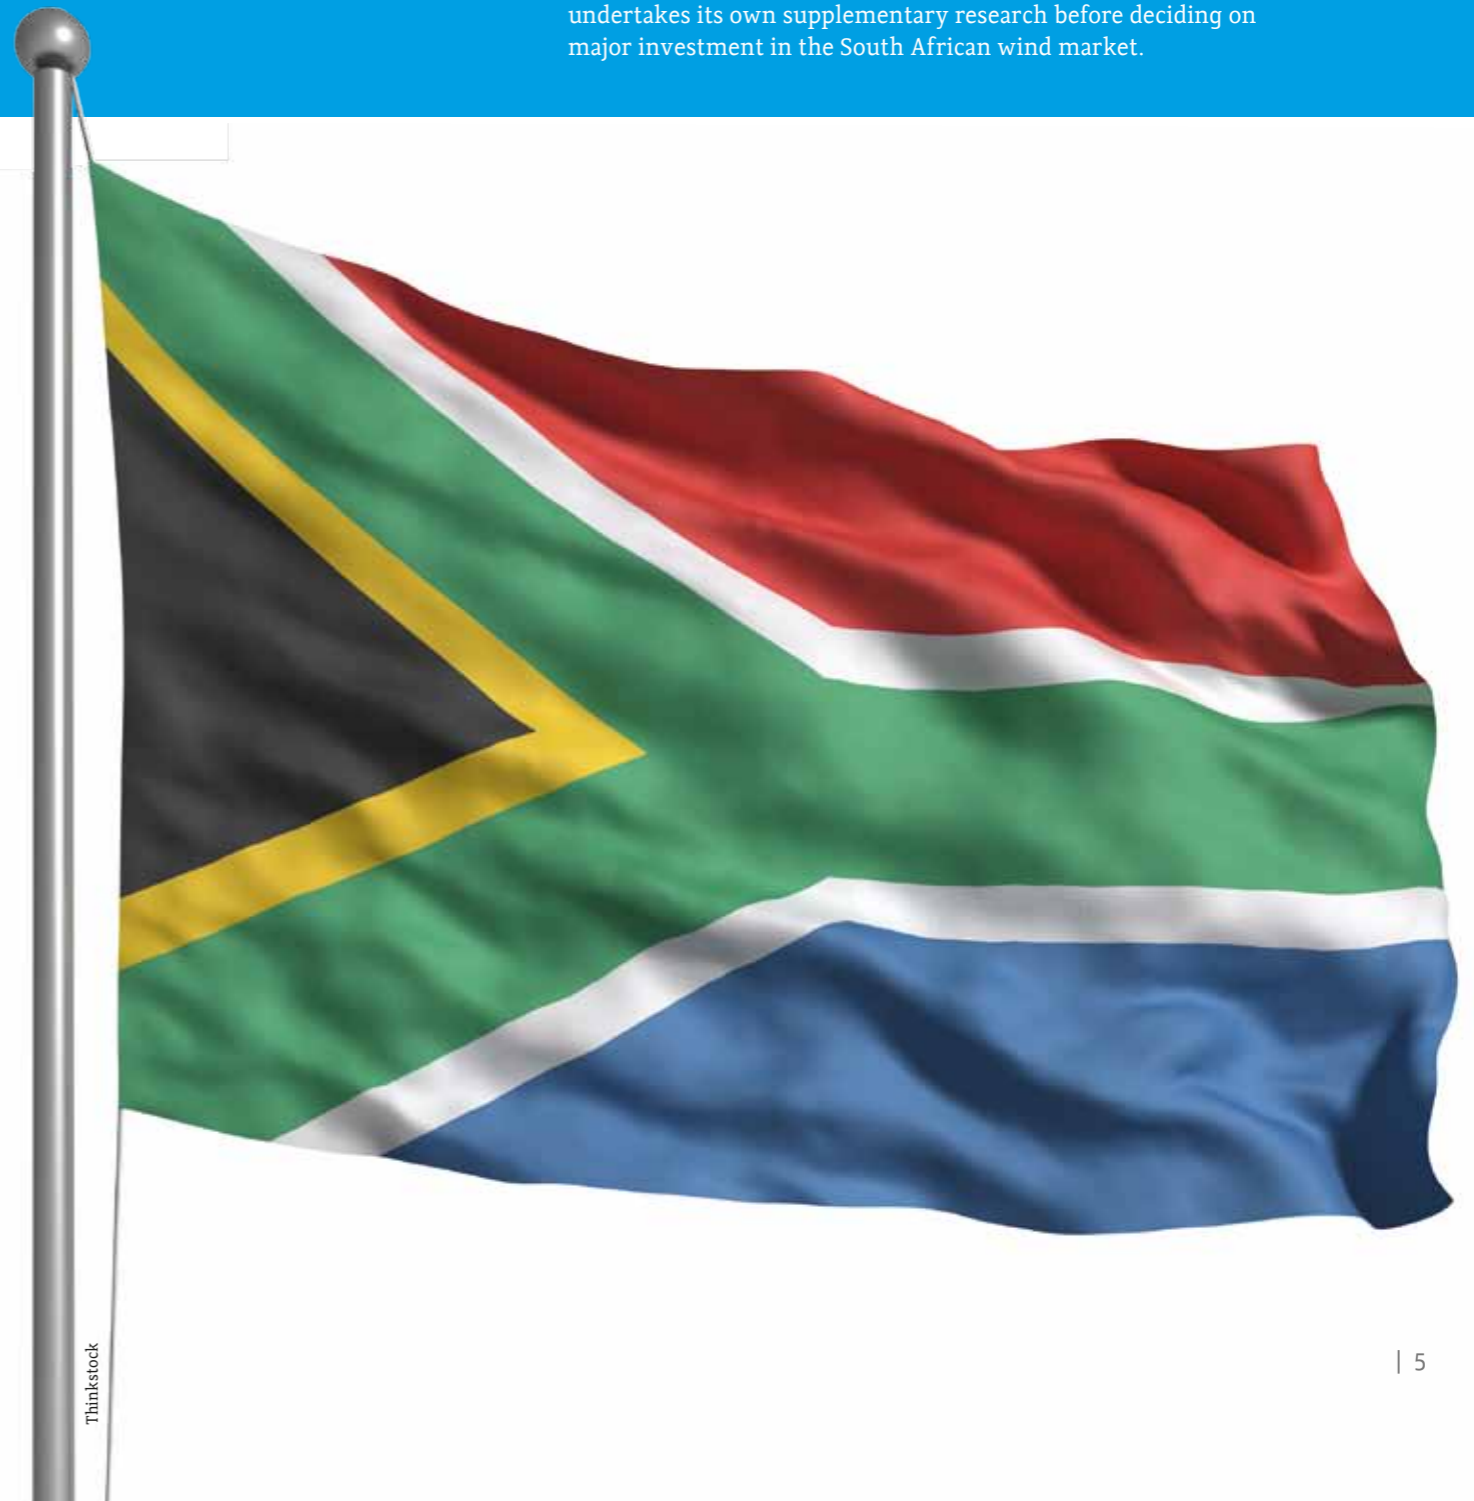 undertakes its own supplementary research before deciding on
major investment in the South African wind market.
Thinkstock
| 5